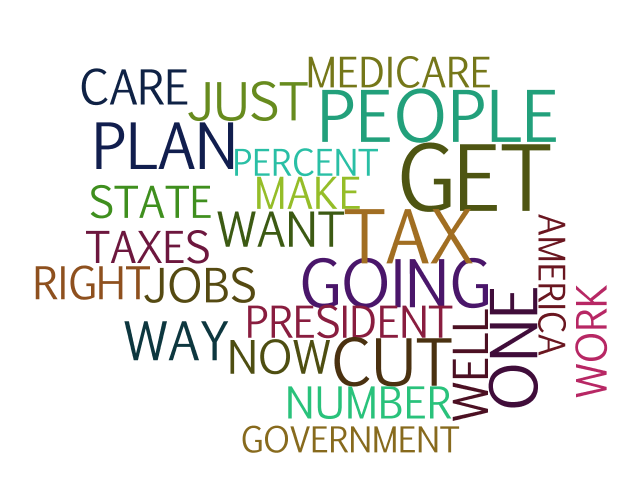 MEDICARE
CARE
JUST
PEOPLE
PLAN
PERCENT
GET
MAKE
STATE
WANT
TAX
TAXES
AMERICA
RIGHT
JOBS
GOING
WORK
ONE
PRESIDENT
WELL
WAY
NOW
CUT
NUMBER
GOVERNMENT